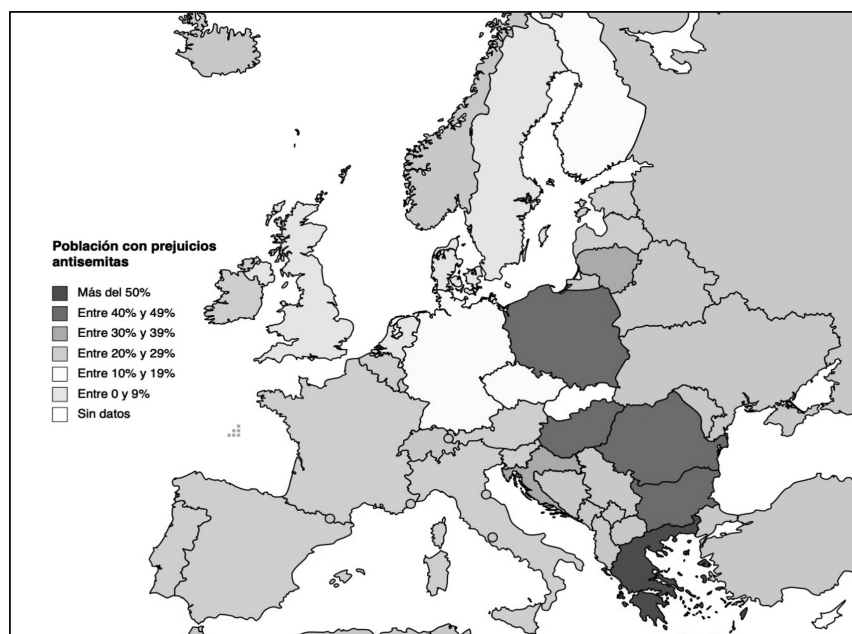 Población con prejuicios
antisemitas
Más del 50%
Entre 40% y 49%
Entre 30% y 39%
Entre 20% y 29%
Entre 10% y 19%
Entre 0 y 9%
Sin datos